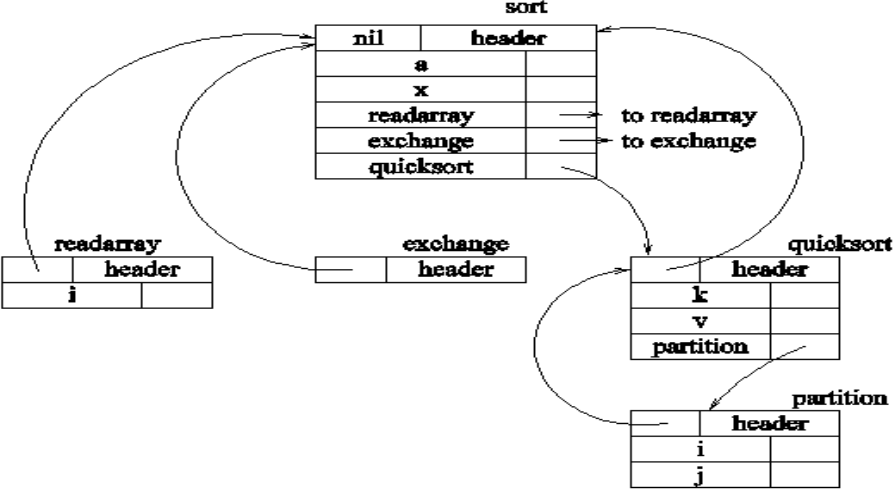 sort
nil header
a
x
readarray to readarray
exchange to exchange
quicksort
readarray exchange quicksort
header header header
i k
v
partition
partition
header
i
j